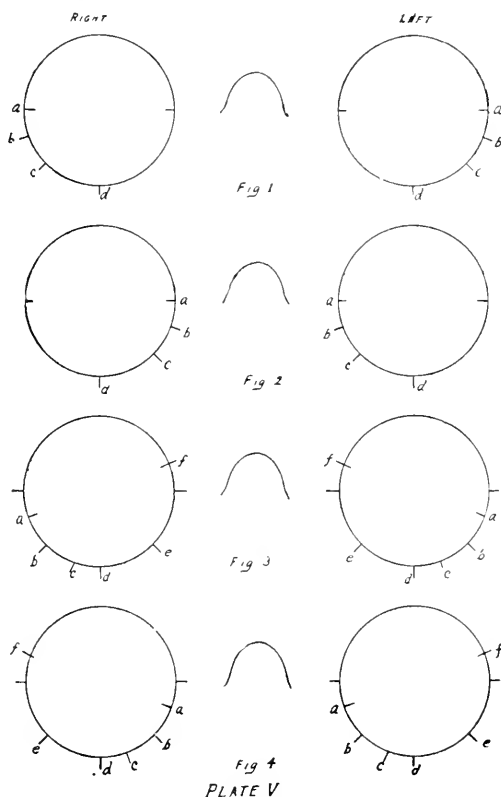 RIGHT LEFT
a a
b b
c c
d d
Fig 1
a a
b b
c c
d d
Fig 2
f f
a a
b b
c c
d d
e e
Fig 3
f f
a a
b b
c c
d d
e e
Fig 4
PLATE V